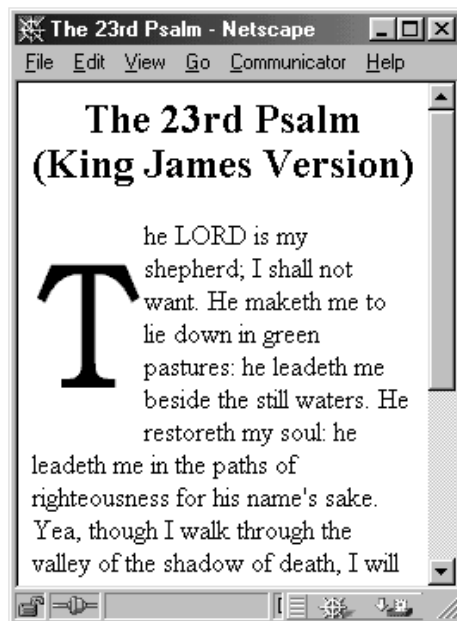 The 23rd Psalm - Netscape
File Edit View Go Communicator Help
The 23rd Psalm
(King James Version)
The LORD is my
shepherd; I shall not
want. He maketh me to
lie down in green
pastures: he leadeth me
beside the still waters. He
restoreth my soul: he
leadeth me in the paths of
righteousness for his name's sake.
Yea, though I walk through the
valley of the shadow of death, I will